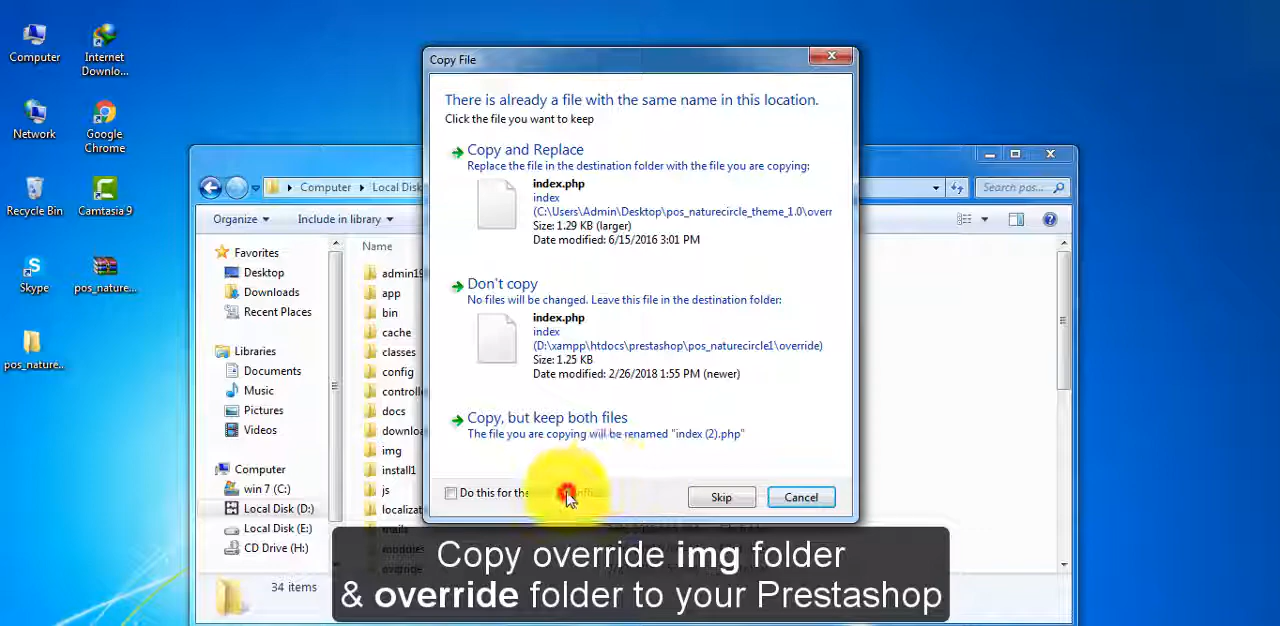 Computer
Internet
Downlo...
Network
Google
Chrome
Recycle Bin
Camtasia 9
Skype
pos_nature...
pos_nature..
Copy File
There is already a file with the same name in this location.
Click the file you want to keep
Copy and Replace
Replace the file in the destination folder with the file you are copying:
index.php
index
(C:\Users\Admin\Desktop\pos_naturecircle_theme_1.0\overr
Size: 1.29 KB (larger)
Date modified: 6/15/2016 3:01 PM
Don't copy
No files will be changed. Leave this file in the destination folder:
index.php
index
(D:\xampp\htdocs\prestashop\pos_naturecircle1\override)
Size: 1.25 KB
Date modified: 2/26/2018 1:55 PM (newer)
Copy, but keep both files
The file you are copying will be renamed "index (2).php"
Do this for the
Skip
Cancel
Computer
Local Disk
Search pos...
Organize
Include in library
Favorites
Desktop
Downloads
Recent Places
Libraries
Documents
Music
Pictures
Videos
Computer
win 7 (C:)
Local Disk (D:)
Local Disk (E:)
CD Drive (H:)
Name
admin19
app
bin
cache
classes
config
controlle
docs
downloa
img
install1
js
localizat
34 items
Copy override img folder
& override folder to your Prestashop